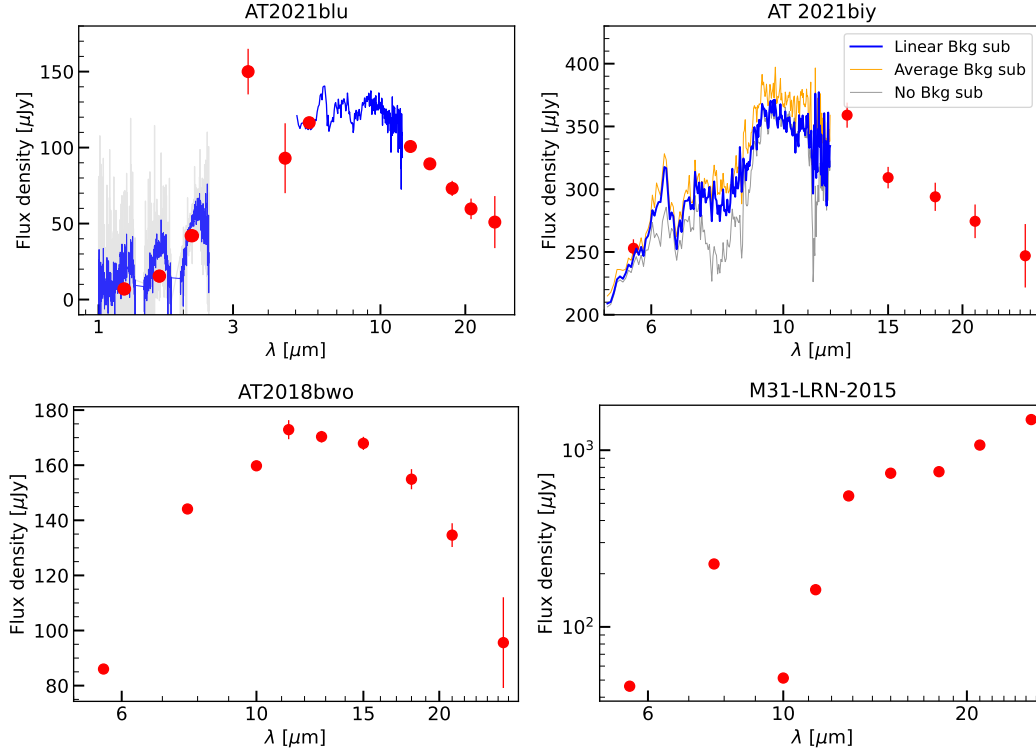 AT2021blu
150
100
50
0
Flux density [μJy]
1
3
10
20
λ [μm]
AT 2021biy
Linear Bkg sub
Average Bkg sub
No Bkg sub
400
350
300
250
200
Flux density [μJy]
6
10
15
20
λ [μm]
AT2018bwo
180
160
140
120
100
80
Flux density [μJy]
6
10
15
20
λ [μm]
M31-LRN-2015
10³
10²
Flux density [μJy]
6
10
20
λ [μm]